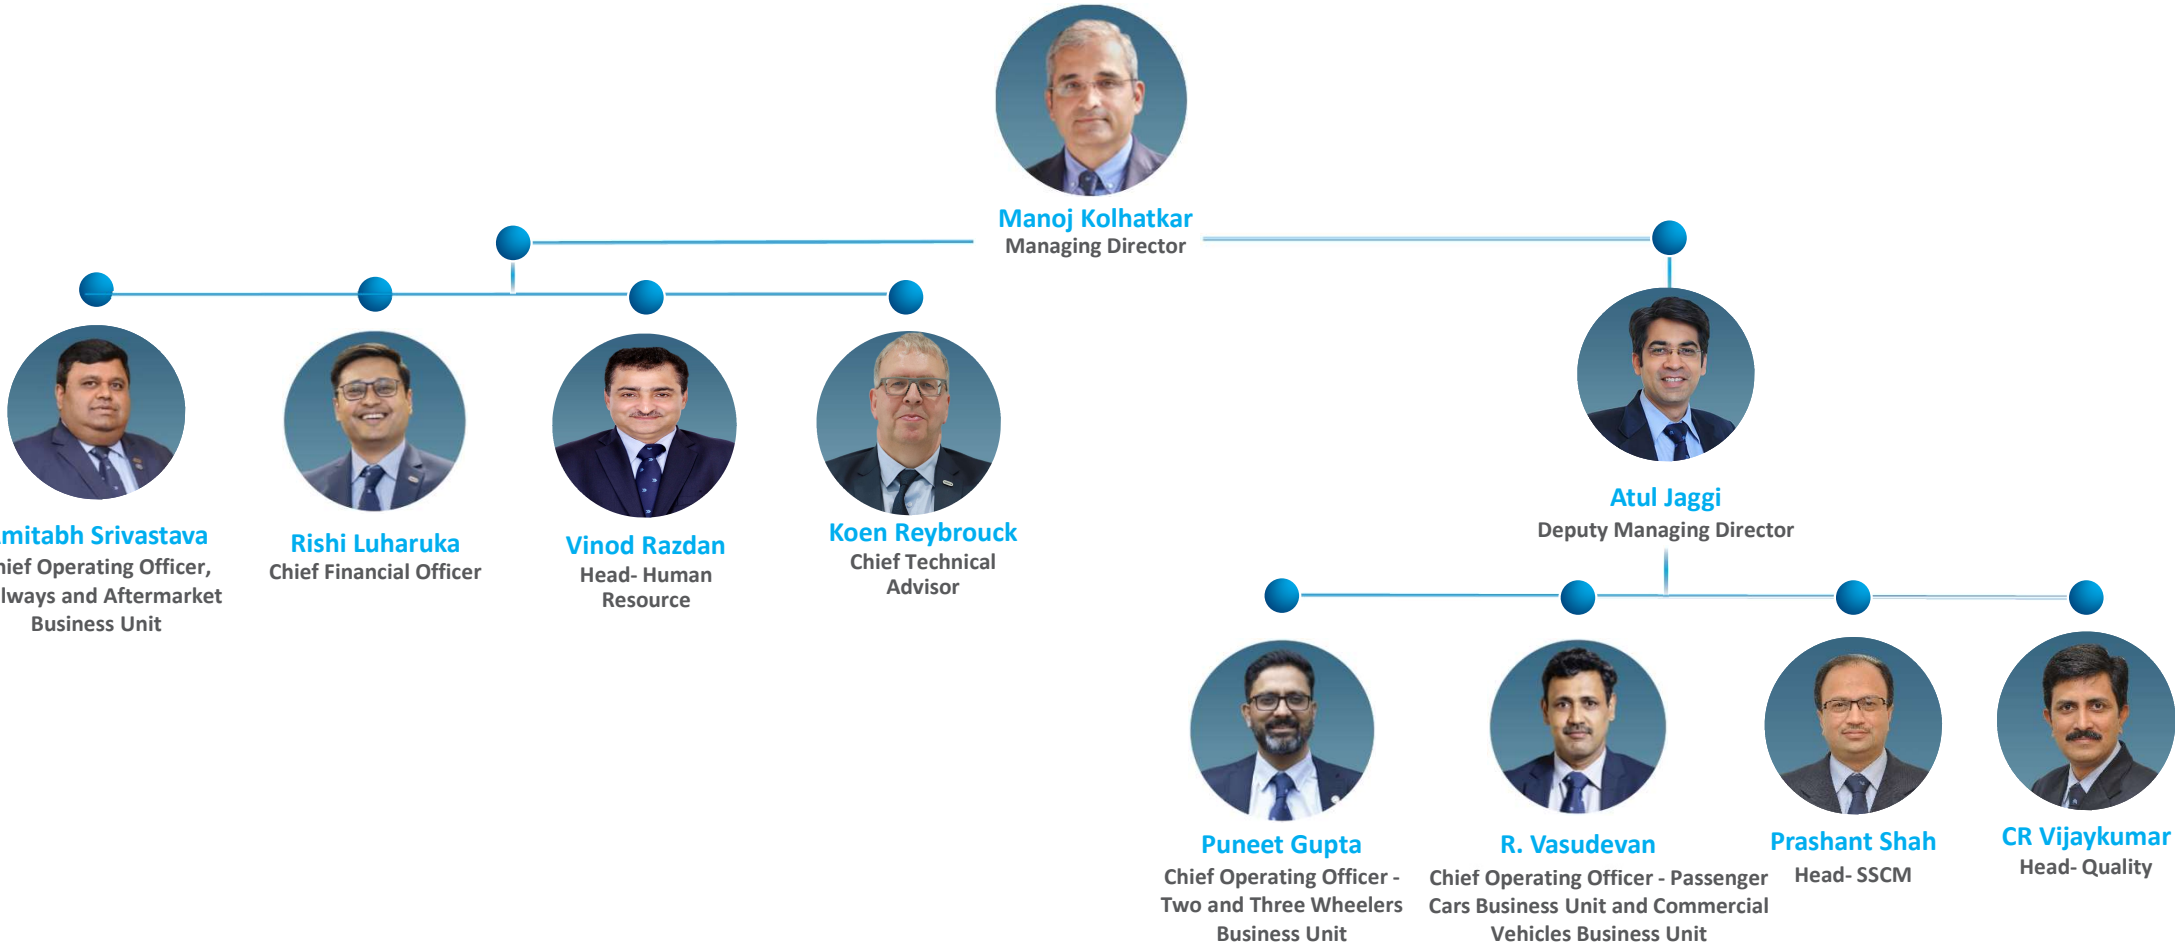 Manoj Kolhatkar
Managing Director
mitabh Srivastava
hief Operating Officer,
lways and Aftermarket
Business Unit
Rishi Luharuka
Chief Financial Officer
Vinod Razdan
Head- Human
Resource
Koen Reybrouck
Chief Technical
Advisor
Atul Jaggi
Deputy Managing Director
Puneet Gupta
Chief Operating Officer -
Two and Three Wheelers
Business Unit
R. Vasudevan
Chief Operating Officer - Passenger
Cars Business Unit and Commercial
Vehicles Business Unit
Prashant Shah
Head- SSCM
CR Vijaykumar
Head- Quality